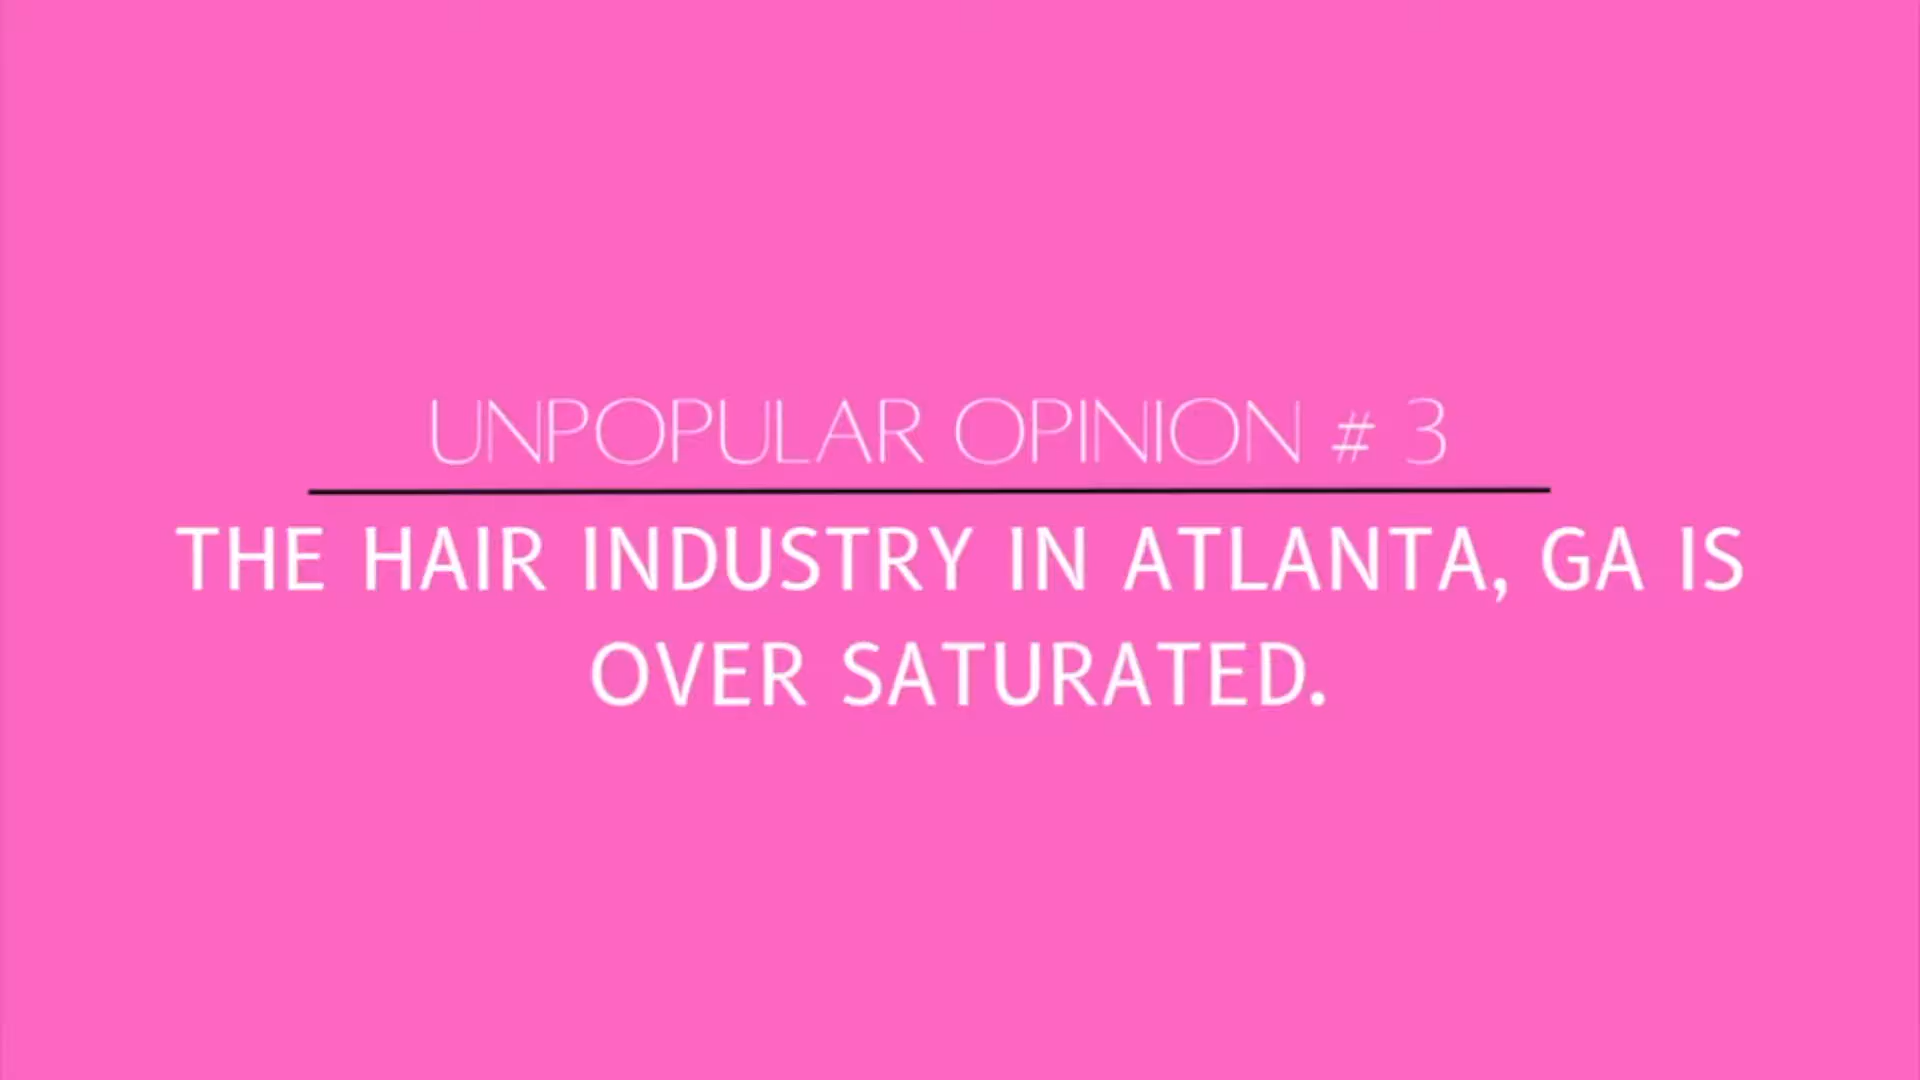 UNPOPULAR OPINION # 3
THE HAIR INDUSTRY IN ATLANTA, GA IS
OVER SATURATED.